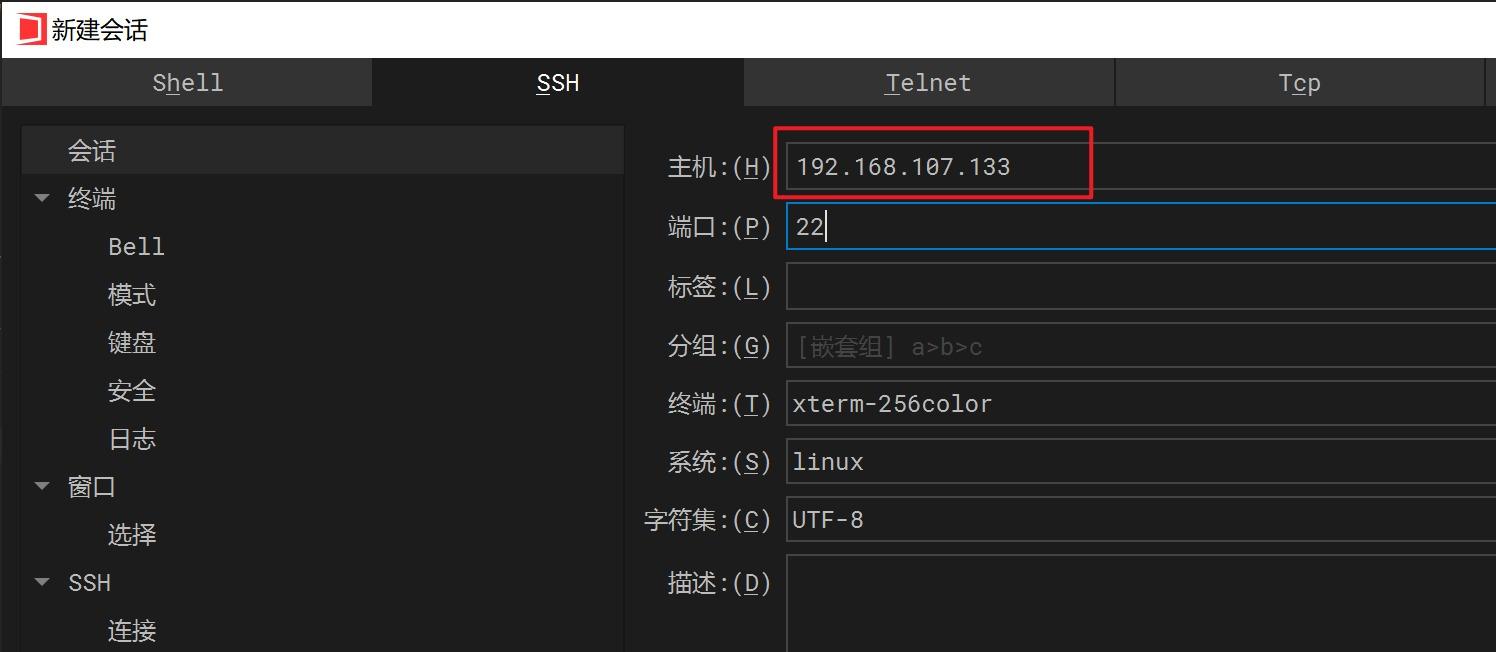 新建会话
Shell SSH Telnet Tcp
会话
终端
Bell
模式
键盘
安全
日志
窗口
选择
SSH
连接
主机:(H) 192.168.107.133
端口:(P) 22
标签:(L)
分组:(G) [嵌套组] a>b>c
终端:(T) xterm-256color
系统:(S) linux
字符集:(C) UTF-8
描述:(D)